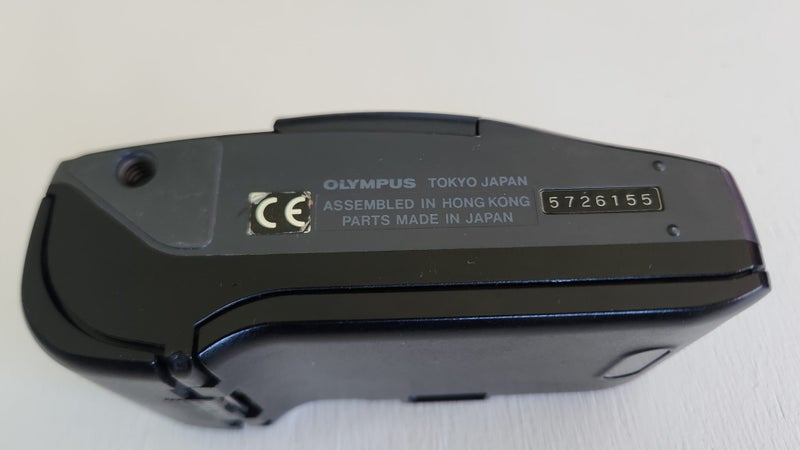 OLYMPUS TOKYO JAPAN
CE ASSEMBLED IN HONG KONG 5726155
PARTS MADE IN JAPAN